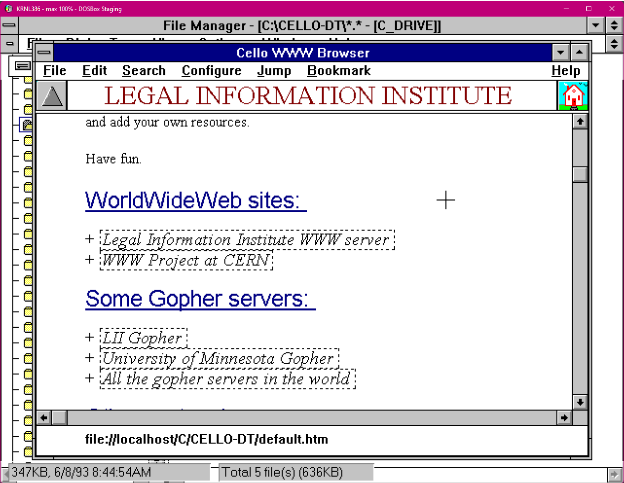 KRNL386 - max 100% - DOSBox Staging
File Manager - [C:\CELLO-DT\*.* - [C_DRIVE]]
Cello WWW Browser
File Edit Search Configure Jump Bookmark Help
LEGAL INFORMATION INSTITUTE
and add your own resources.
Have fun.
WorldWideWeb sites:
+ Legal Information Institute WWW server
+ WWW Project at CERN
Some Gopher servers:
+ LII Gopher
+ University of Minnesota Gopher
+ All the gopher servers in the world
file://localhost/C/CELLO-DT/default.htm
347KB, 6/8/93 8:44:54AM
Total 5 file(s) (636KB)